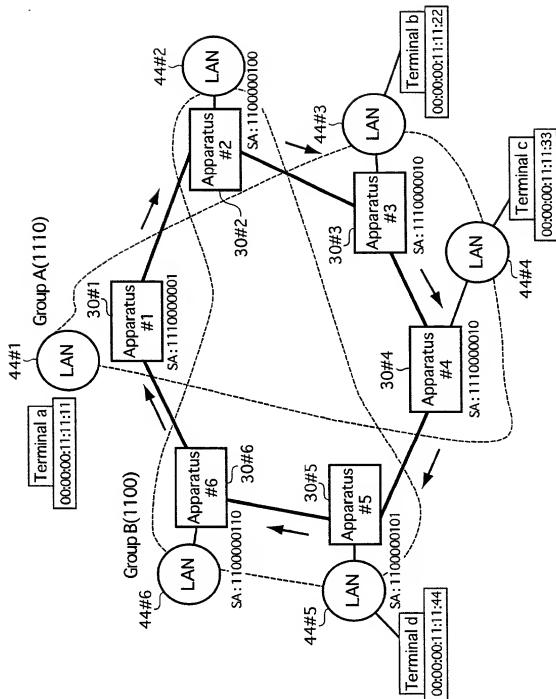 44#1
LAN
Terminal a
00:00:00:11:11:11
Group A(1110)
30#1
Apparatus
#1
SA : 1110000001
44#2
LAN
Apparatus
#2
30#2
SA : 11000000100
44#3
LAN
Terminal b
00:00:00:11:11:22
30#3
Apparatus
#3
SA : 1110000010
Terminal c
00:00:00:11:11:33
LAN
44#4
30#4
Apparatus
#4
SA : 1110000010
30#5
Apparatus
#5
SA : 1100000101
44#5
LAN
Terminal d
00:00:00:11:11:44
Group B(1100)
Apparatus
#6
30#6
SA : 1100000110
44#6
LAN